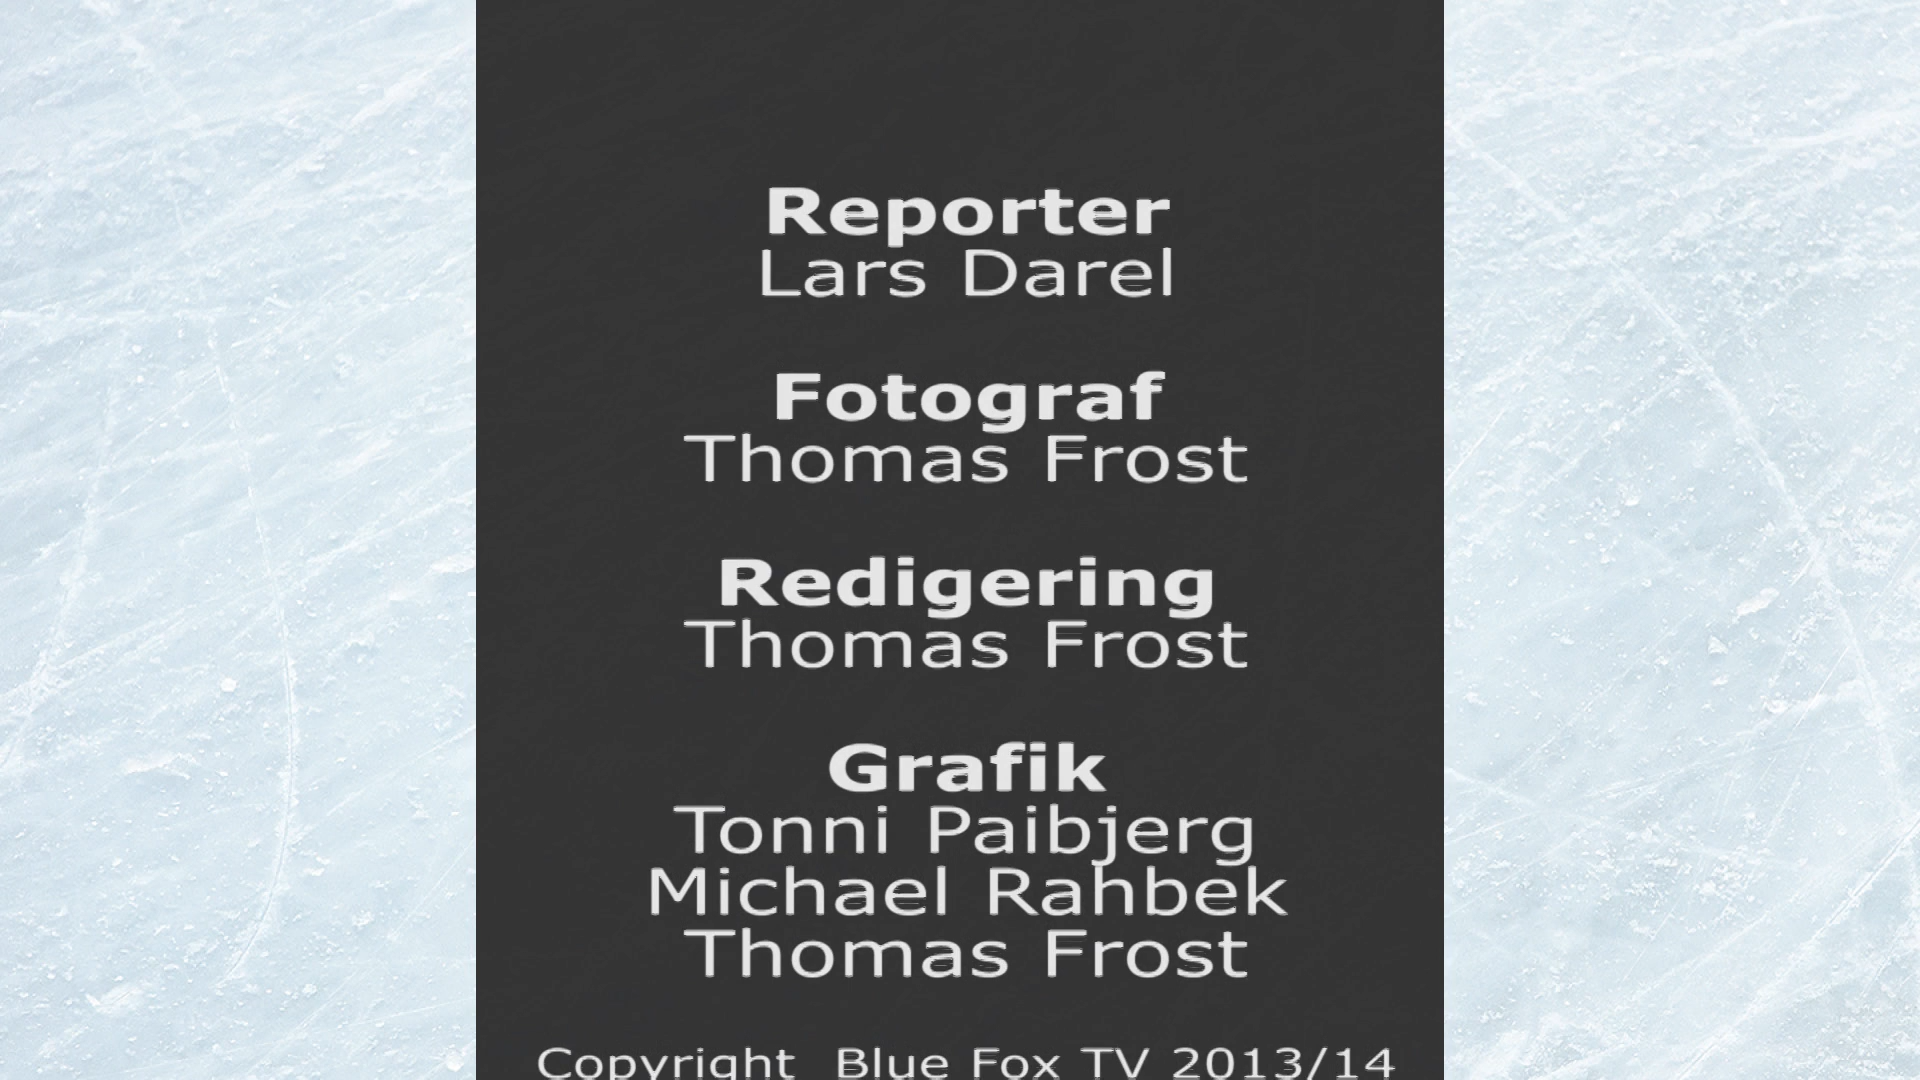 Reporter
Lars Darel
Fotograf
Thomas Frost
Redigering
Thomas Frost
Grafik
Tonni Paibjerg
Michael Rahbek
Thomas Frost
Copyright Blue Fox TV 2013/14